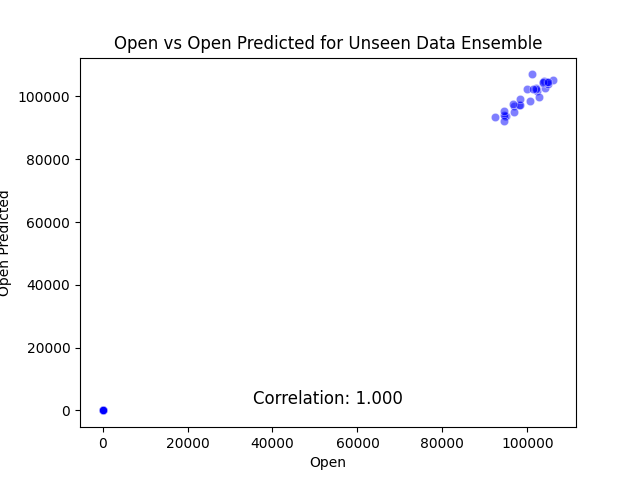 Open vs Open Predicted for Unseen Data Ensemble
100000
80000
60000
40000
20000
0
Open Predicted
Correlation: 1.000
0 20000 40000 60000 80000 100000
Open